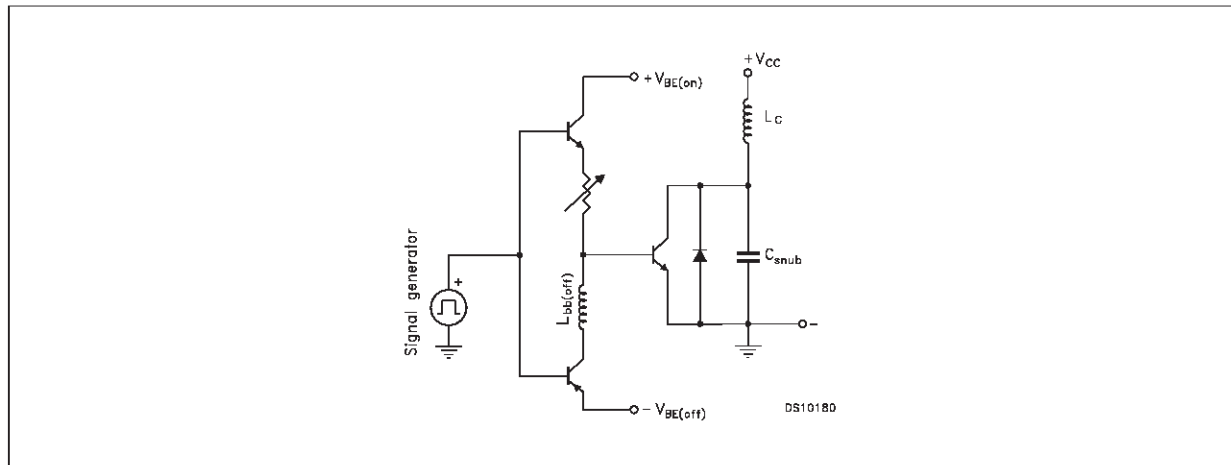 +VCC
+VBE(on)
LC
Signal generator
+
Lbb(off)
Csnub
-
-VBE(off)
DS10180